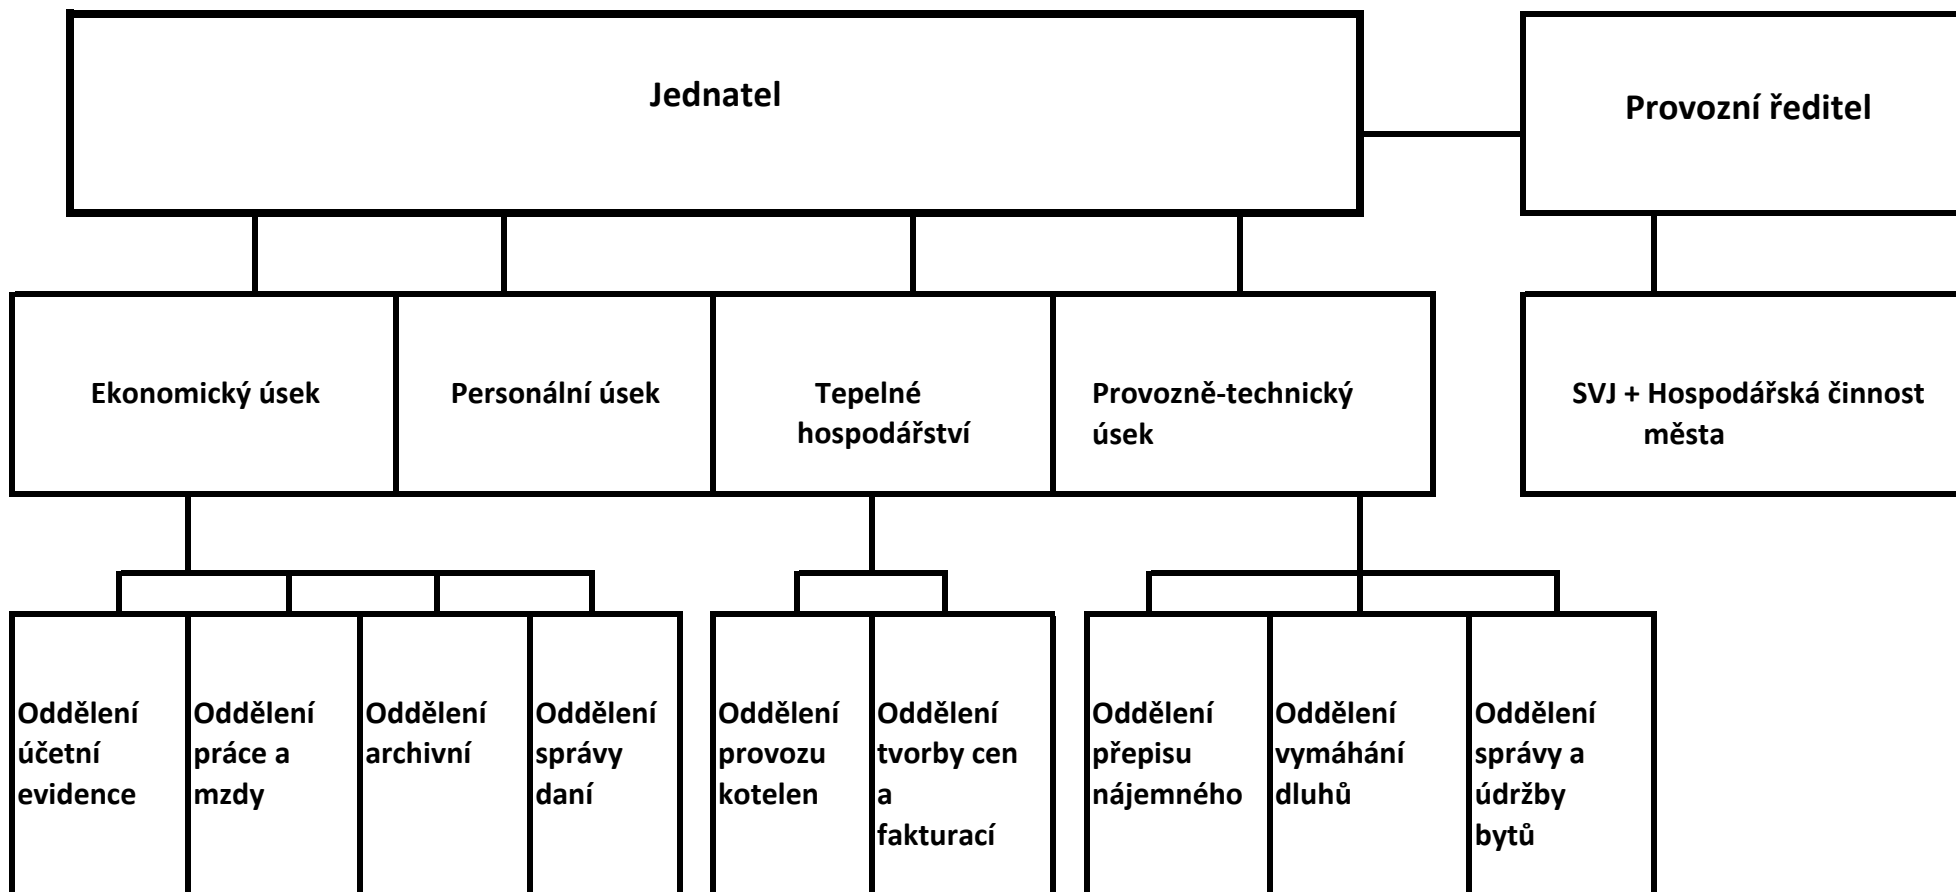 Jednatel
Provozní ředitel
Ekonomický úsek
Personální úsek
Tepelné
hospodářství
Provozně-technický
úsek
SVJ + Hospodářská činnost
města
Oddělení
účetní
evidence
Oddělení
práce a
mzdy
Oddělení
archivní
Oddělení
správy
daní
Oddělení
provozu
kotelen
Oddělení
tvorby cen
a
fakturací
Oddělení
přepisu
nájemného
Oddělení
vymáhání
dluhů
Oddělení
správy a
údržby
bytů